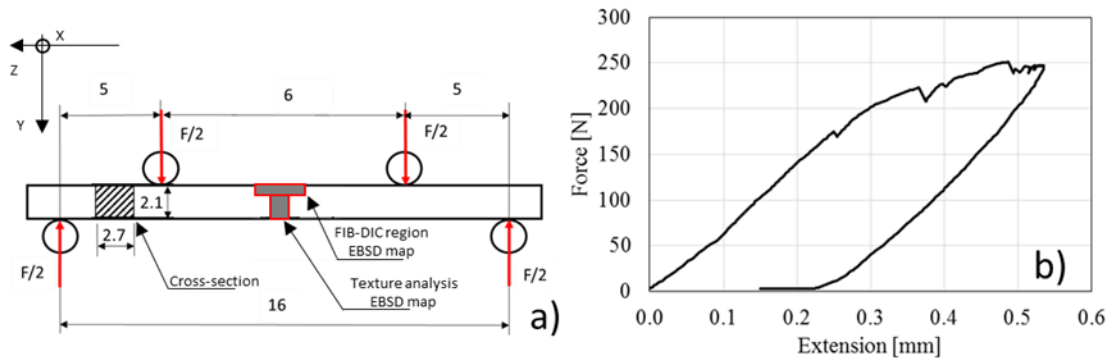 X
Z
Y
5
6
5
F/2
F/2
2.1
2.7
FIB-DIC region
EBSD map
F/2
Cross-section
Texture analysis
EBSD map
F/2
16
a)
300
250
200
150
100
50
0
Force [N]
0.0 0.1 0.2 0.3 0.4 0.5 0.6
Extension [mm]
b)